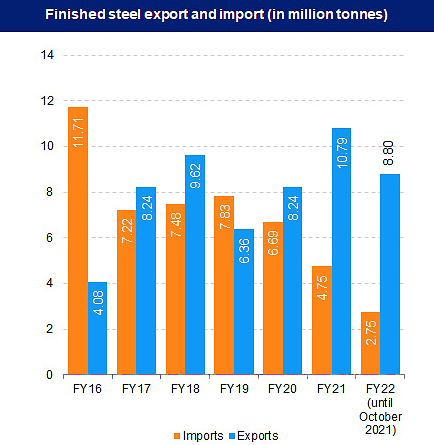 Finished steel export and import (in million tonnes)
14
12
10
8
6
4
2
0
11.71
4.08
7.22
8.24
7.48
9.62
7.83
6.36
6.69
8.24
4.75
10.79
2.75
8.80
FY16
FY17
FY18
FY19
FY20
FY21
FY22
(until
October
2021)
Imports
Exports